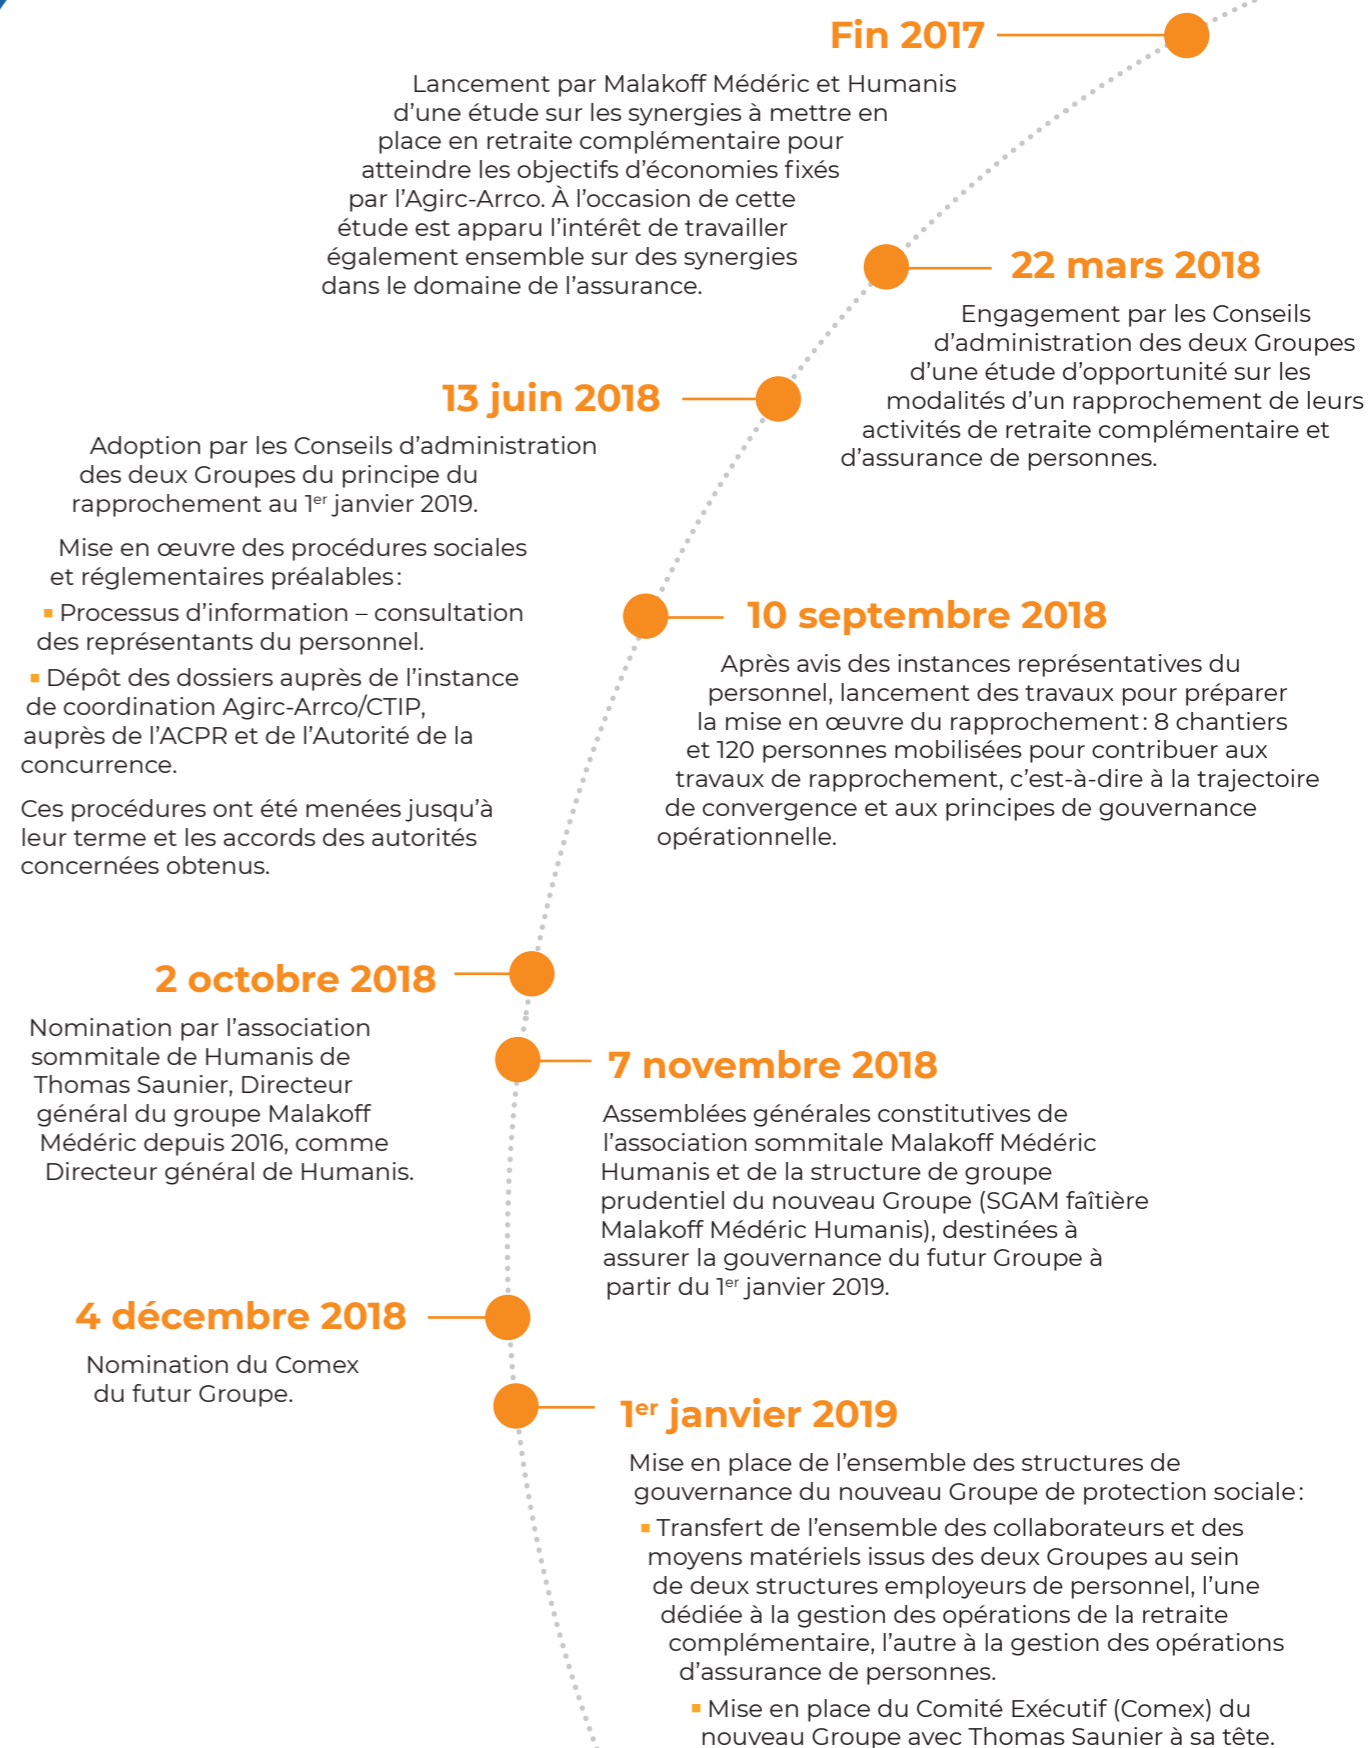 Fin 2017
Lancement par Malakoff Médéric et Humanis
d’une étude sur les synergies à mettre en
place en retraite complémentaire pour
atteindre les objectifs d’économies fixés
par l’Agirc-Arrco. À l’occasion de cette
étude est apparu l’intérêt de travailler
également ensemble sur des synergies
dans le domaine de l’assurance.
22 mars 2018
Engagement par les Conseils
d’administration des deux Groupes
d’une étude d’opportunité sur les
modalités d’un rapprochement de leurs
activités de retraite complémentaire et
d’assurance de personnes.
13 juin 2018
Adoption par les Conseils d’administration
des deux Groupes du principe du
rapprochement au 1er janvier 2019.
Mise en œuvre des procédures sociales
et réglementaires préalables :
▪ Processus d’information – consultation
des représentants du personnel.
▪ Dépôt des dossiers auprès de l’instance
de coordination Agirc-Arrco/CTIP,
auprès de l’ACPR et de l’Autorité de la
concurrence.
Ces procédures ont été menées jusqu’à
leur terme et les accords des autorités
concernées obtenus.
10 septembre 2018
Après avis des instances représentatives du
personnel, lancement des travaux pour préparer
la mise en œuvre du rapprochement : 8 chantiers
et 120 personnes mobilisées pour contribuer aux
travaux de rapprochement, c’est-à-dire à la trajectoire
de convergence et aux principes de gouvernance
opérationnelle.
2 octobre 2018
Nomination par l’association
sommitale de Humanis de
Thomas Saunier, Directeur
général du groupe Malakoff
Médéric depuis 2016, comme
Directeur général de Humanis.
7 novembre 2018
Assemblées générales constitutives de
l’association sommitale Malakoff Médéric
Humanis et de la structure de groupe
prudentiel du nouveau Groupe (SGAM faîtière
Malakoff Médéric Humanis), destinées à
assurer la gouvernance du futur Groupe à
partir du 1er janvier 2019.
4 décembre 2018
Nomination du Comex
du futur Groupe.
1er janvier 2019
Mise en place de l’ensemble des structures de
gouvernance du nouveau Groupe de protection sociale :
▪ Transfert de l’ensemble des collaborateurs et des
moyens matériels issus des deux Groupes au sein
de deux structures employeurs de personnel, l’une
dédiée à la gestion des opérations de la retraite
complémentaire, l’autre à la gestion des opérations
d’assurance de personnes.
▪ Mise en place du Comité Exécutif (Comex) du
nouveau Groupe avec Thomas Saunier à sa tête.